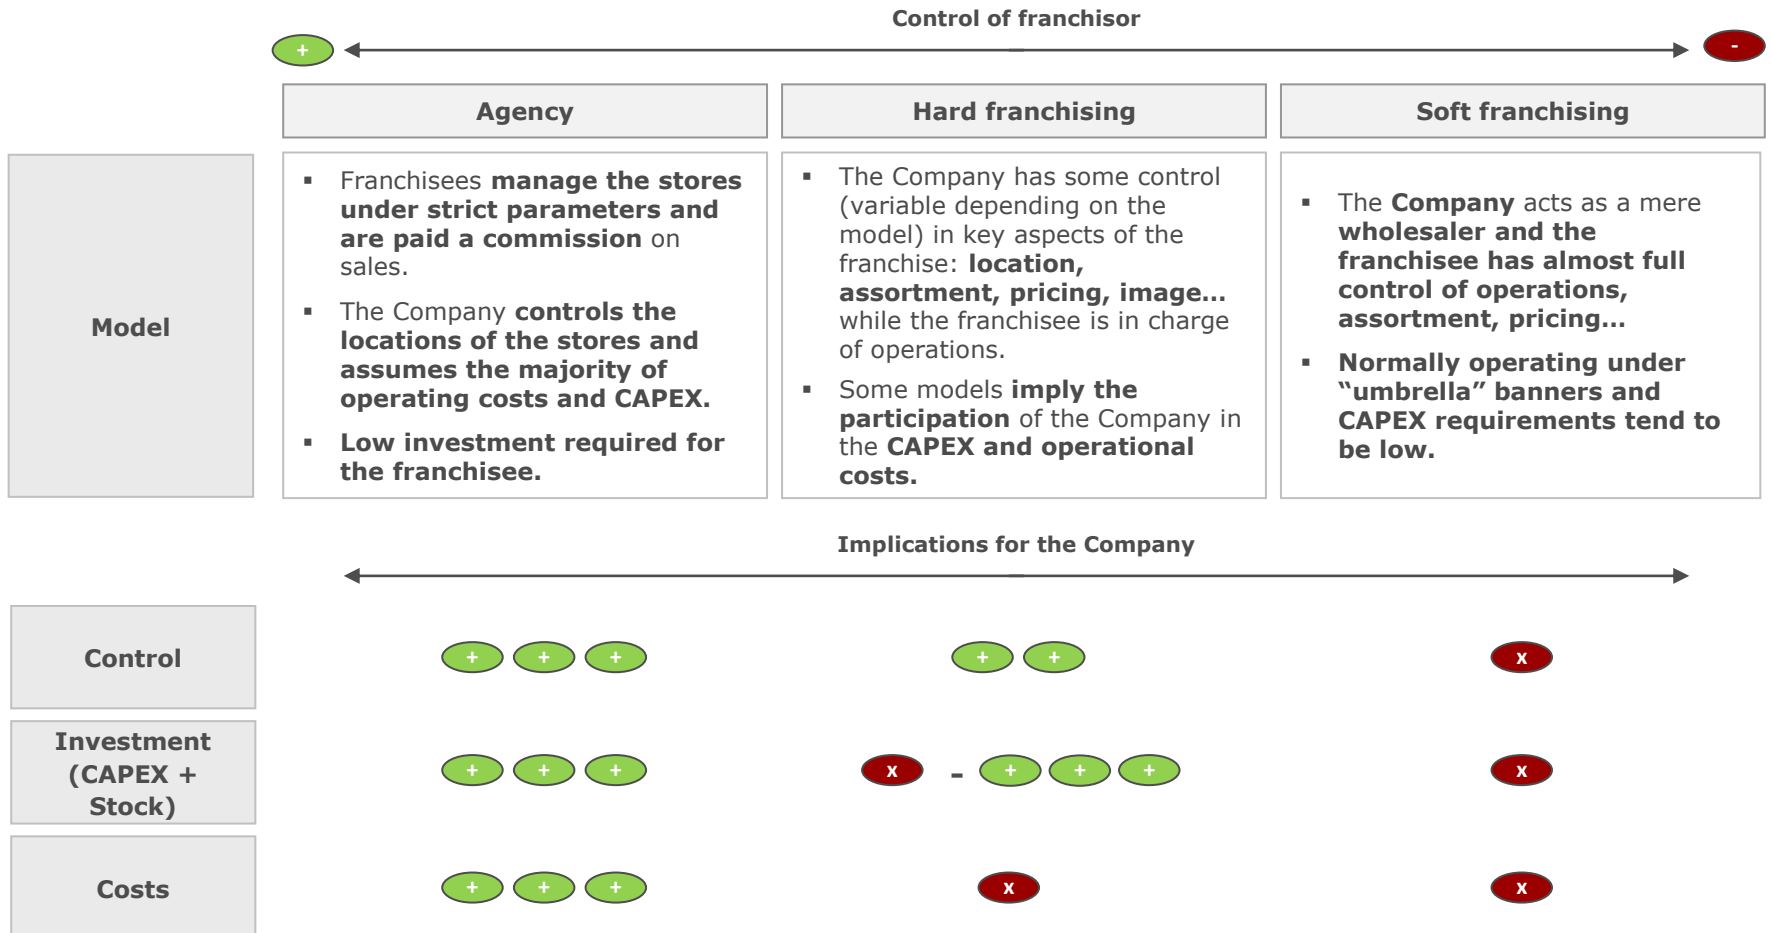 Control of franchisor
+
-
Agency
Hard franchising
Soft franchising
Model
▪ Franchisees manage the stores
under strict parameters and
are paid a commission on
sales.
▪ The Company controls the
locations of the stores and
assumes the majority of
operating costs and CAPEX.
▪ Low investment required for
the franchisee.
▪ The Company has some control
(variable depending on the
model) in key aspects of the
franchise: location,
assortment, pricing, image…
while the franchisee is in charge
of operations.
▪ Some models imply the
participation of the Company in
the CAPEX and operational
costs.
▪ The Company acts as a mere
wholesaler and the
franchisee has almost full
control of operations,
assortment, pricing…
▪ Normally operating under
“umbrella” banners and
CAPEX requirements tend to
be low.
Implications for the Company
Control
+ + +
+ +
x
Investment
(CAPEX +
Stock)
+ + +
x - + + +
x
Costs
+ + +
x
x